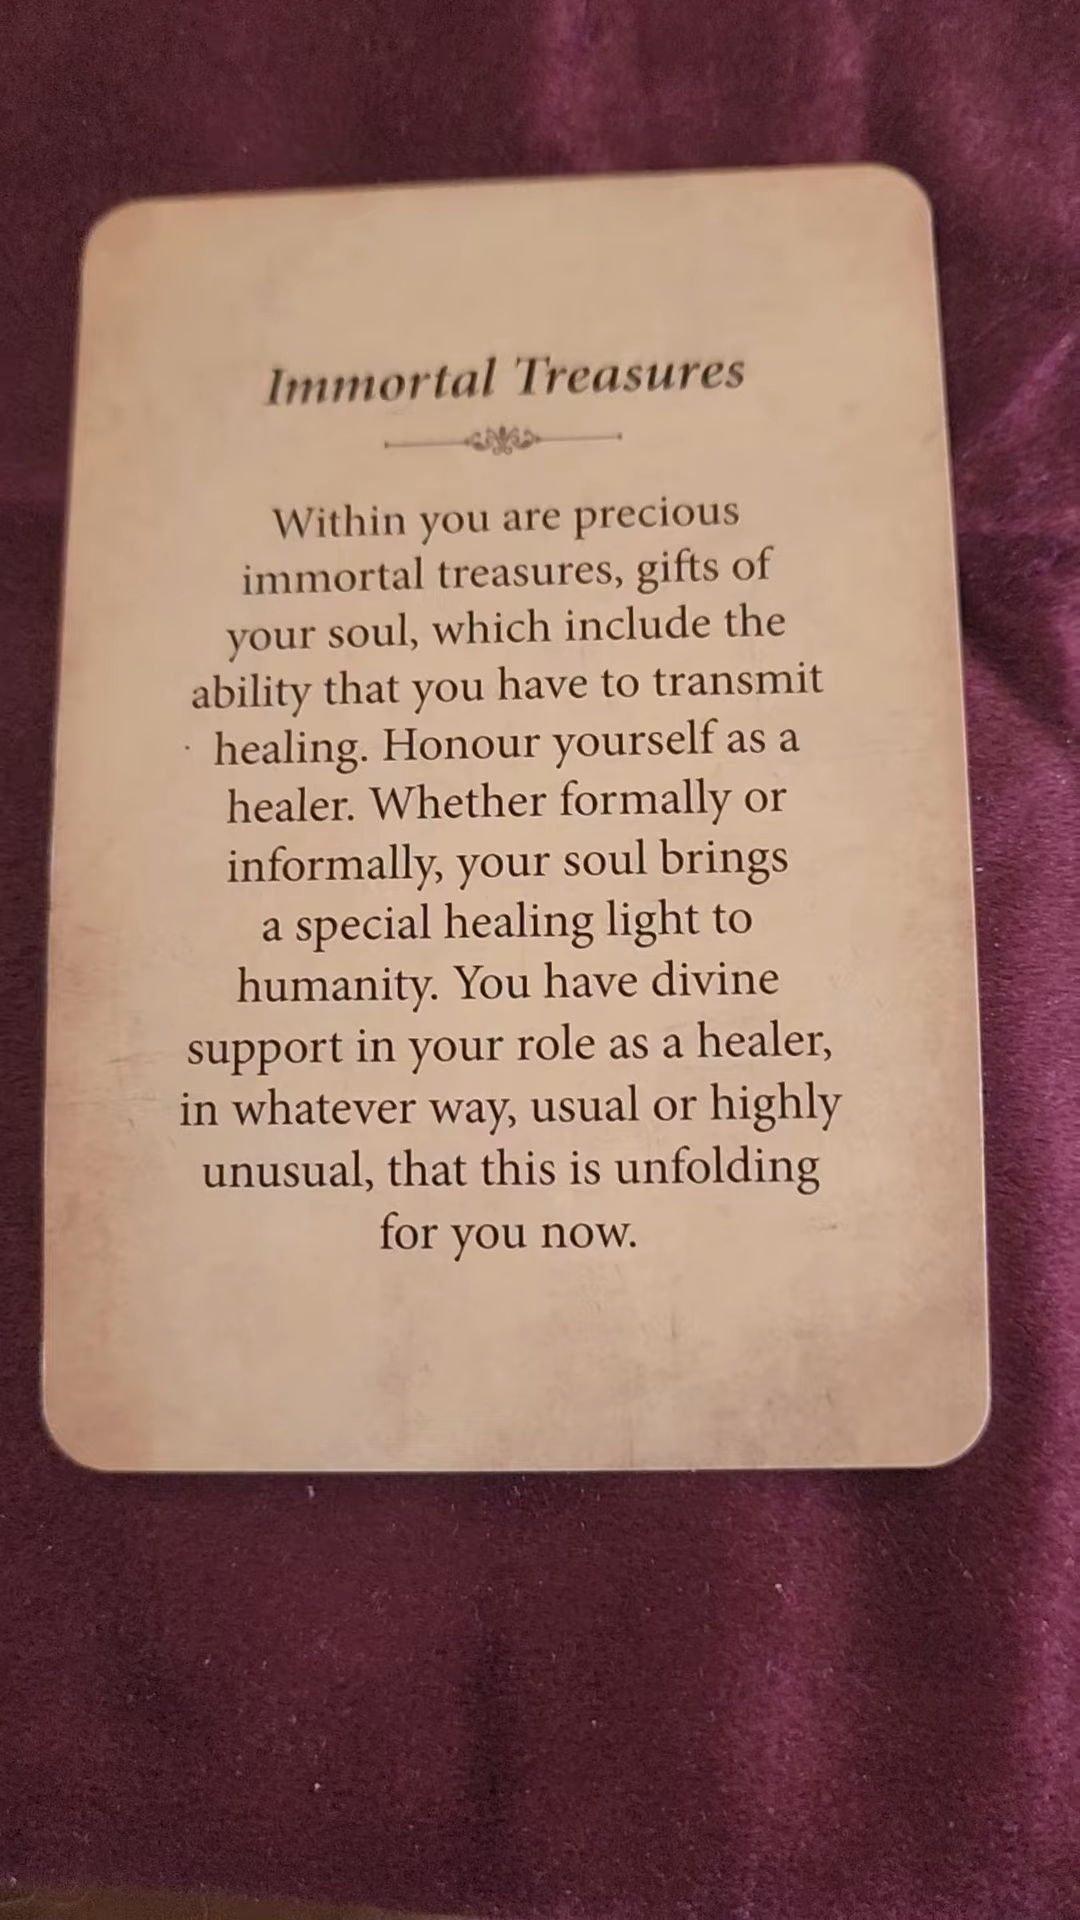 Immortal Treasures
Within you are precious
immortal treasures, gifts of
your soul, which include the
ability that you have to transmit
healing. Honour yourself as a
healer. Whether formally or
informally, your soul brings
a special healing light to
humanity. You have divine
support in your role as a healer,
in whatever way, usual or highly
unusual, that this is unfolding
for you now.